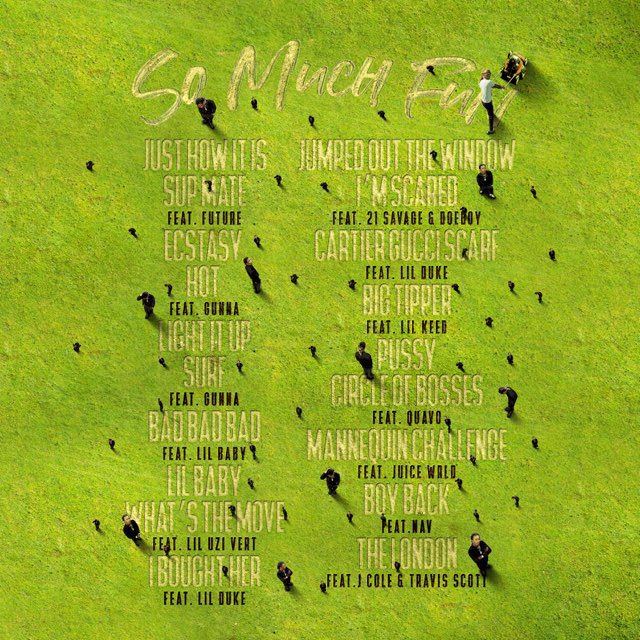 So Much Fun
JUST HOW IT IS
SUP MATE
FEAT. FUTURE
ECSTASY
HOT
FEAT. GUNNA
LIGHT IT UP
SURF
FEAT. GUNNA
BAD BAD BAD
FEAT. LIL BABY
LIL BABY
WHAT'S THE MOVE
FEAT. LIL UZI VERT
I BOUGHT HER
FEAT. LIL DUKE
JUMPED OUT THE WINDOW
I'M SCARED
FEAT. 21 SAVAGE & DOEBOY
CARTIER GUCCI SCARF
FEAT. LIL DUKE
BIG TIPPER
FEAT. LIL KEED
PUSSY
CIRCLE OF BOSSES
FEAT. QUAVO
MANNEQUIN CHALLENGE
FEAT. JUICE WRLD
BOY BACK
FEAT.NAV
THE LONDON
FEAT.J COLE & TRAVIS SCOTT